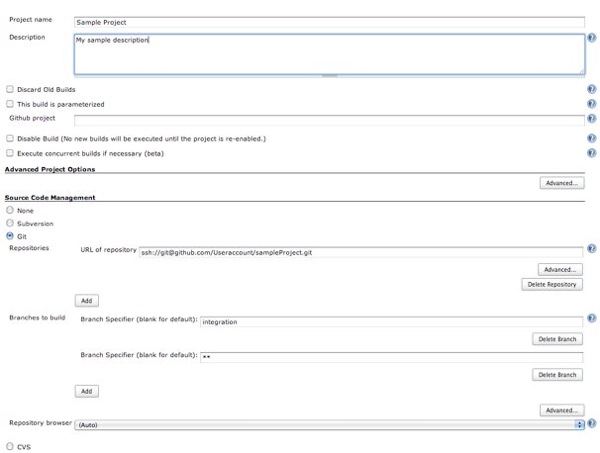 Project name Sample Project
Description My sample description
Discard Old Builds
This build is parameterized
Github project
Disable Build (No new builds will be executed until the project is re-enabled.)
Execute concurrent builds if necessary (beta)
Advanced Project Options
Advanced...
Source Code Management
None
Subversion
Git
Repositories URL of repository ssh://git@github.com/Useraccount/sampleProject.git
Advanced...
Delete Repository
Add
Branches to build Branch Specifier (blank for default): integration
Delete Branch
Branch Specifier (blank for default): **
Delete Branch
Add
Advanced...
Repository browser (Auto)
CVS